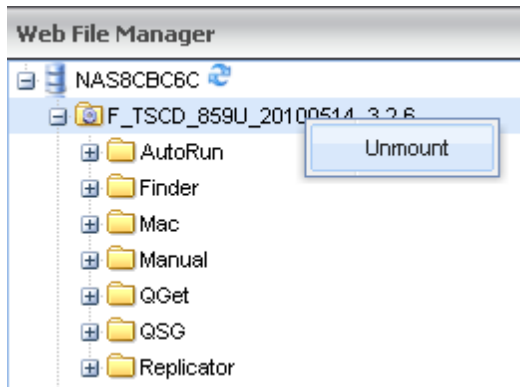 Web File Manager
NAS8CBC6C
F_TSCD_859U_20100514_3.2.6
Unmount
AutoRun
Finder
Mac
Manual
QGet
QSG
Replicator